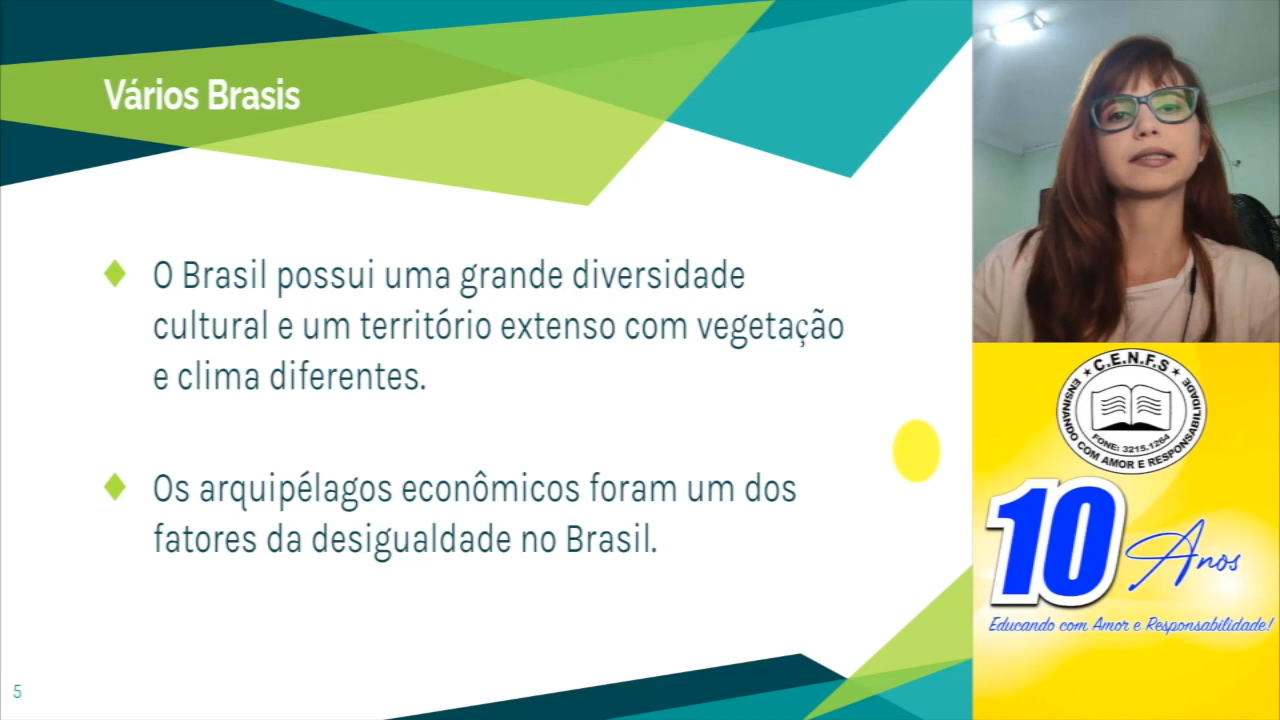 Vários Brasis
O Brasil possui uma grande diversidade
cultural e um território extenso com vegetação
e clima diferentes.
Os arquipélagos econômicos foram um dos
fatores da desigualdade no Brasil.
5
★ C.E.N.F.S ★
ENSINANDO COM AMOR E RESPONSABILIDADE
FONE: 3215.1264
10 Anos
Educando com Amor e Responsabilidade!